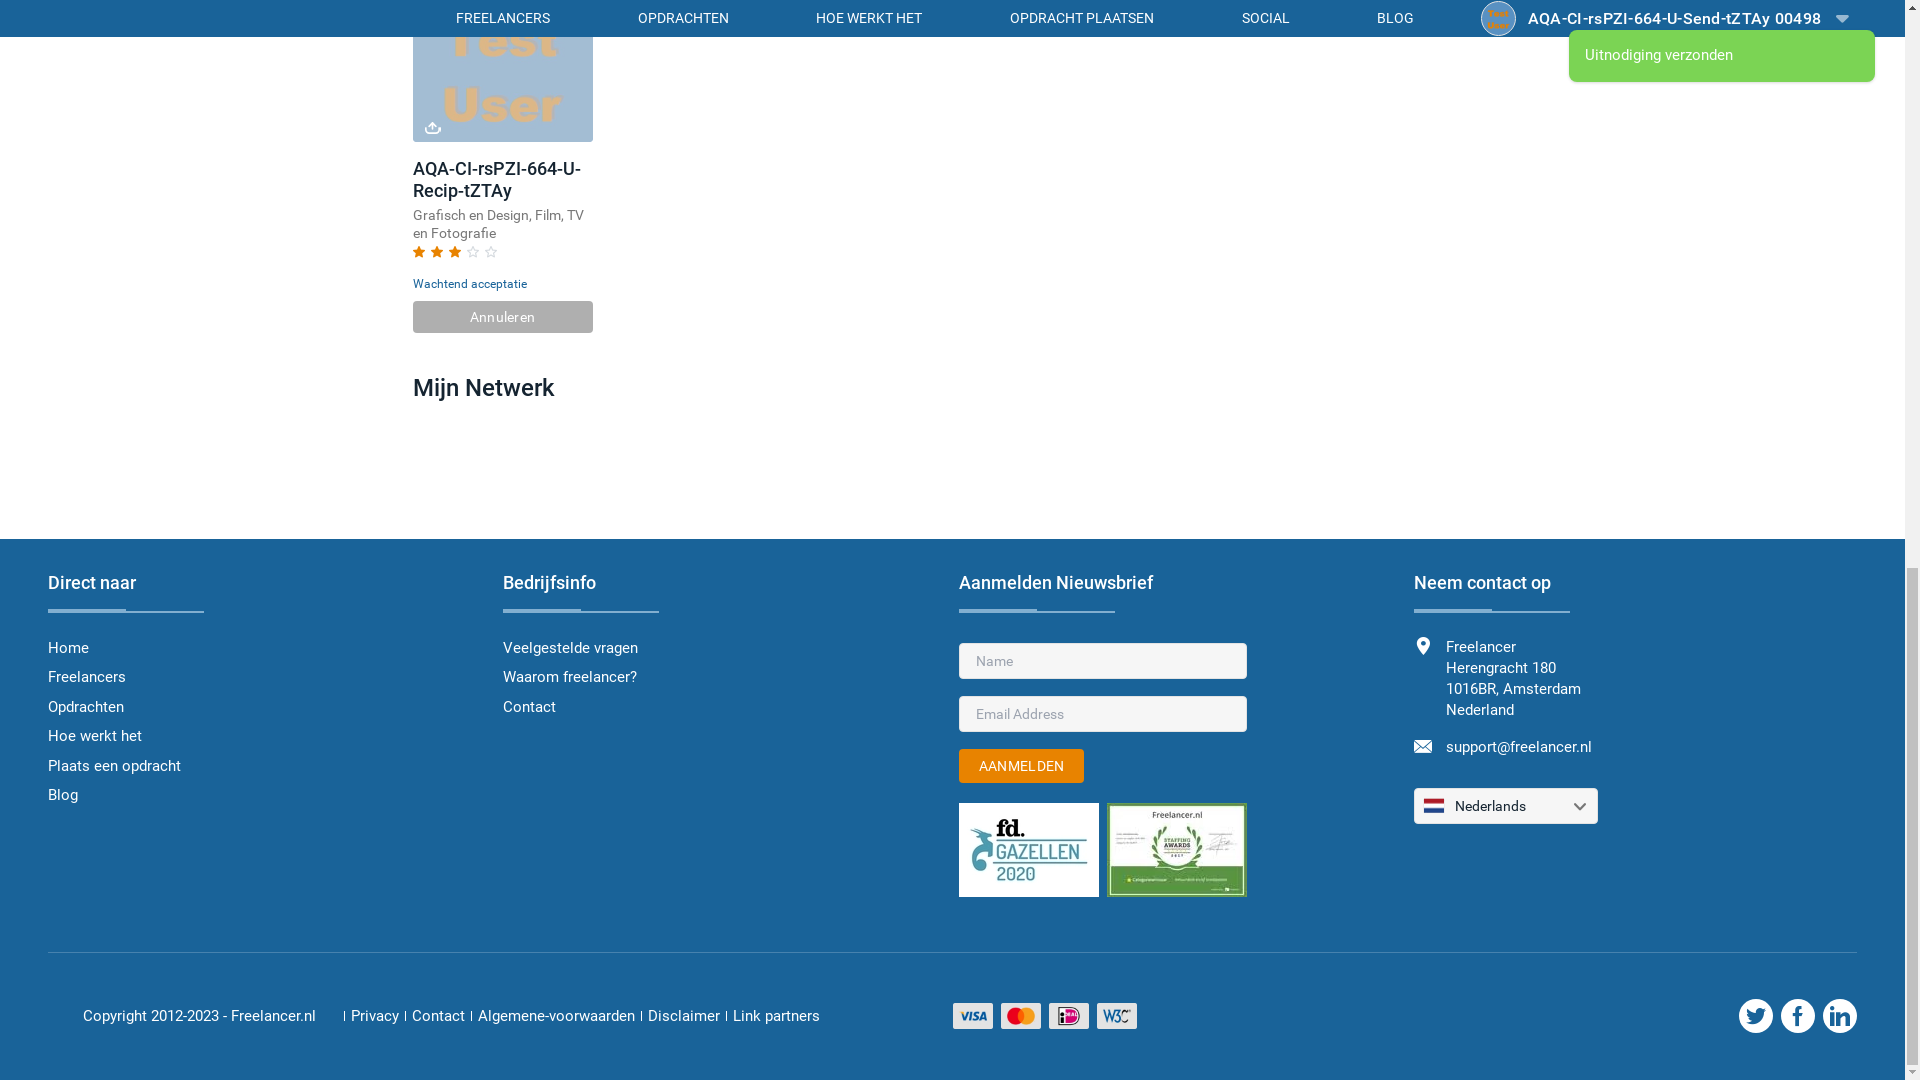 FREELANCERS OPDRACHTEN HOE WERKT HET OPDRACHT PLAATSEN SOCIAL BLOG AQA-CI-rsPZI-664-U-Send-tZTAy 00498
Uitnodiging verzonden
Test
User
AQA-CI-rsPZI-664-U-
Recip-tZTAy
Grafisch en Design, Film, TV
en Fotografie
Wachtend acceptatie
Annuleren
Mijn Netwerk
Direct naar
Home
Freelancers
Opdrachten
Hoe werkt het
Plaats een opdracht
Blog
Bedrijfsinfo
Veelgestelde vragen
Waarom freelancer?
Contact
Aanmelden Nieuwsbrief
Name
Email Address
AANMELDEN
fd.
GAZELLEN
2020
Freelancer.nl
STAFFING
AWARDS
2017
Neem contact op
Freelancer
Herengracht 180
1016BR, Amsterdam
Nederland
support@freelancer.nl
Nederlands
Copyright 2012-2023 - Freelancer.nl | Privacy | Contact | Algemene-voorwaarden | Disclaimer | Link partners
VISA iDEAL W3C